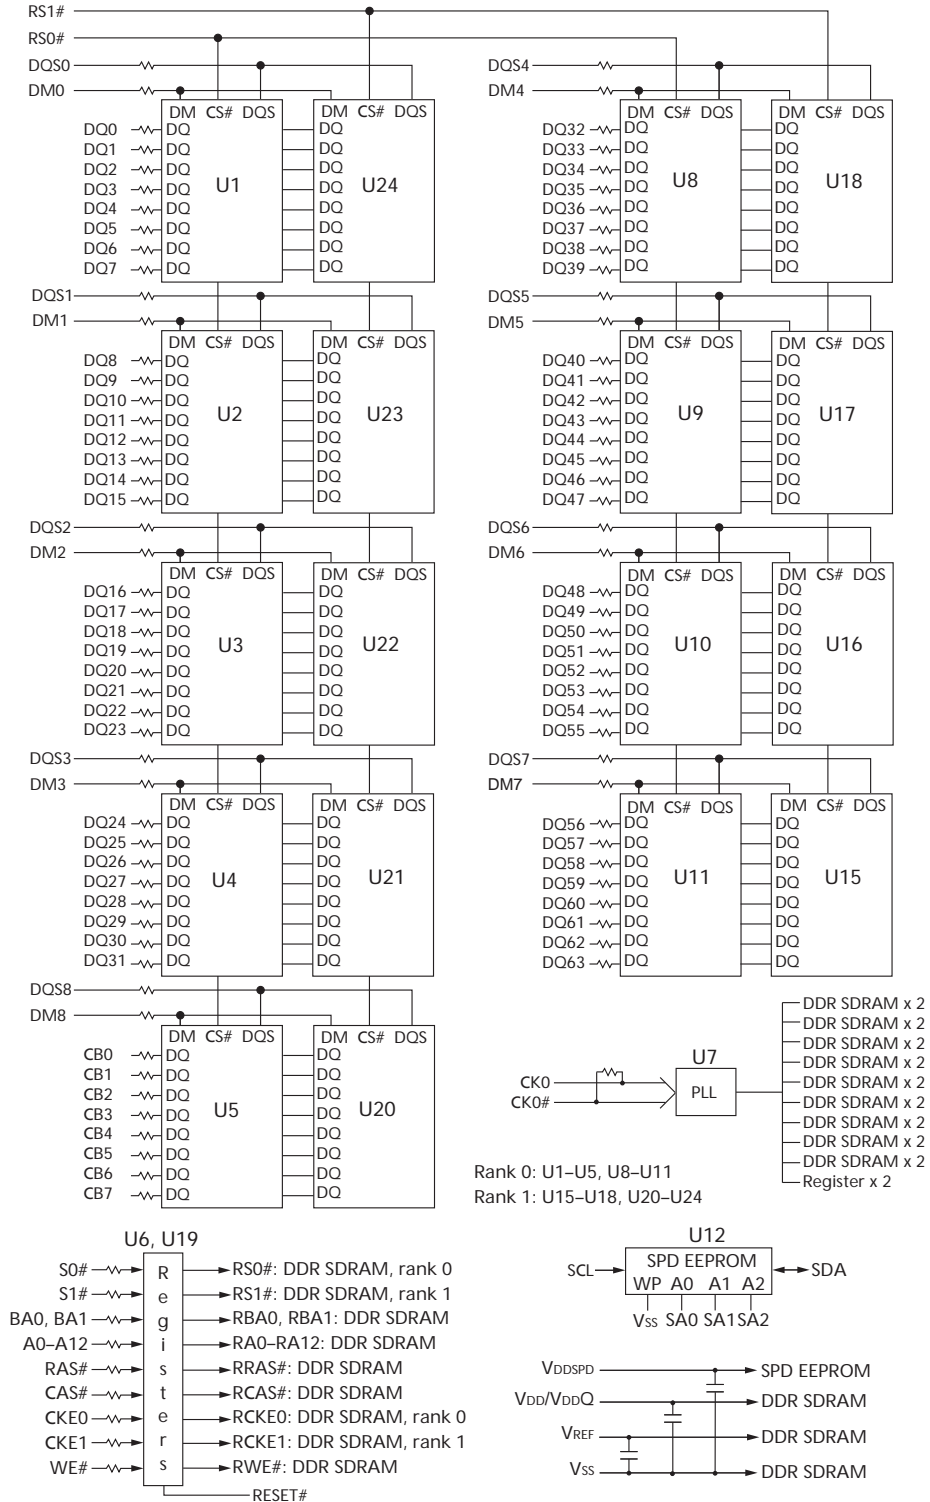 RS1#
RS0#
DQS0
DM0
DM CS# DQS
DM CS# DQS
DQ0 DQ DQ
DQ1 DQ DQ
DQ2 DQ DQ
DQ3 DQ DQ
DQ4 DQ DQ
DQ5 DQ DQ
DQ6 DQ DQ
DQ7 DQ DQ
U1
U24
DQS1
DM1
DM CS# DQS
DM CS# DQS
DQ8 DQ DQ
DQ9 DQ DQ
DQ10 DQ DQ
DQ11 DQ DQ
DQ12 DQ DQ
DQ13 DQ DQ
DQ14 DQ DQ
DQ15 DQ DQ
U2
U23
DQS2
DM2
DM CS# DQS
DM CS# DQS
DQ16 DQ DQ
DQ17 DQ DQ
DQ18 DQ DQ
DQ19 DQ DQ
DQ20 DQ DQ
DQ21 DQ DQ
DQ22 DQ DQ
DQ23 DQ DQ
U3
U22
DQS3
DM3
DM CS# DQS
DM CS# DQS
DQ24 DQ DQ
DQ25 DQ DQ
DQ26 DQ DQ
DQ27 DQ DQ
DQ28 DQ DQ
DQ29 DQ DQ
DQ30 DQ DQ
DQ31 DQ DQ
U4
U21
DQS8
DM8
DM CS# DQS
DM CS# DQS
CB0 DQ DQ
CB1 DQ DQ
CB2 DQ DQ
CB3 DQ DQ
CB4 DQ DQ
CB5 DQ DQ
CB6 DQ DQ
CB7 DQ DQ
U5
U20
DQS4
DM4
DM CS# DQS
DM CS# DQS
DQ32 DQ DQ
DQ33 DQ DQ
DQ34 DQ DQ
DQ35 DQ DQ
DQ36 DQ DQ
DQ37 DQ DQ
DQ38 DQ DQ
DQ39 DQ DQ
U8
U18
DQS5
DM5
DM CS# DQS
DM CS# DQS
DQ40 DQ DQ
DQ41 DQ DQ
DQ42 DQ DQ
DQ43 DQ DQ
DQ44 DQ DQ
DQ45 DQ DQ
DQ46 DQ DQ
DQ47 DQ DQ
U9
U17
DQS6
DM6
DM CS# DQS
DM CS# DQS
DQ48 DQ DQ
DQ49 DQ DQ
DQ50 DQ DQ
DQ51 DQ DQ
DQ52 DQ DQ
DQ53 DQ DQ
DQ54 DQ DQ
DQ55 DQ DQ
U10
U16
DQS7
DM7
DM CS# DQS
DM CS# DQS
DQ56 DQ DQ
DQ57 DQ DQ
DQ58 DQ DQ
DQ59 DQ DQ
DQ60 DQ DQ
DQ61 DQ DQ
DQ62 DQ DQ
DQ63 DQ DQ
U11
U15
U7
CK0
CK0#
PLL
DDR SDRAM x 2
DDR SDRAM x 2
DDR SDRAM x 2
DDR SDRAM x 2
DDR SDRAM x 2
DDR SDRAM x 2
DDR SDRAM x 2
DDR SDRAM x 2
DDR SDRAM x 2
Register x 2
Rank 0: U1–U5, U8–U11
Rank 1: U15–U18, U20–U24
U6, U19
Registers
S0# RS0#: DDR SDRAM, rank 0
S1# RS1#: DDR SDRAM, rank 1
BA0, BA1 RBA0, RBA1: DDR SDRAM
A0–A12 RA0–RA12: DDR SDRAM
RAS# RRAS#: DDR SDRAM
CAS# RCAS#: DDR SDRAM
CKE0 RCKE0: DDR SDRAM, rank 0
CKE1 RCKE1: DDR SDRAM, rank 1
WE# RWE#: DDR SDRAM
RESET#
U12
SPD EEPROM
SCL SDA
WP A0 A1 A2
VSS SA0 SA1 SA2
VDDSPD SPD EEPROM
VDD/VDDQ DDR SDRAM
VREF DDR SDRAM
VSS DDR SDRAM